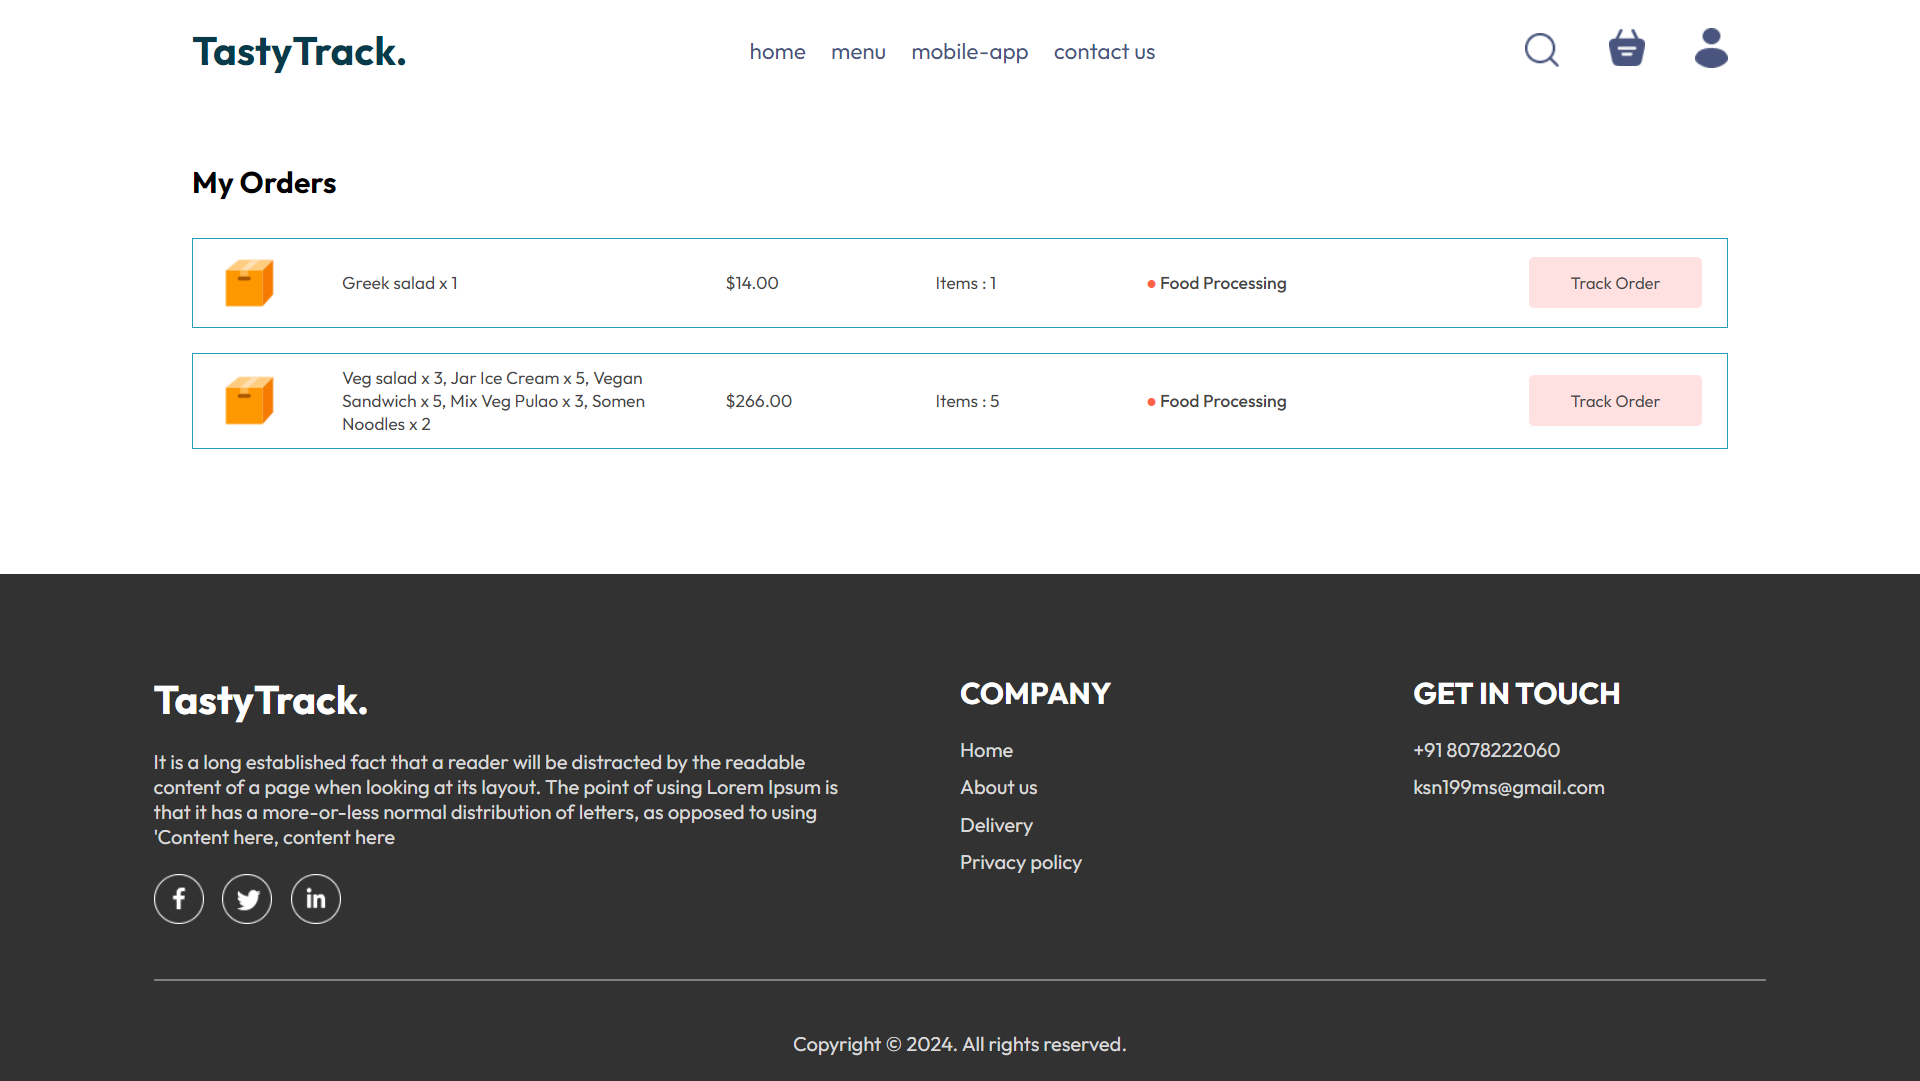 TastyTrack.
home menu mobile-app contact us
My Orders
Greek salad x 1
$14.00
Items : 1
Food Processing
Track Order
Veg salad x 3, Jar Ice Cream x 5, Vegan
Sandwich x 5, Mix Veg Pulao x 3, Somen
Noodles x 2
$266.00
Items : 5
Food Processing
Track Order
TastyTrack.
It is a long established fact that a reader will be distracted by the readable
content of a page when looking at its layout. The point of using Lorem Ipsum is
that it has a more-or-less normal distribution of letters, as opposed to using
'Content here, content here
f
in
COMPANY
Home
About us
Delivery
Privacy policy
GET IN TOUCH
+91 8078222060
ksn199ms@gmail.com
Copyright © 2024. All rights reserved.